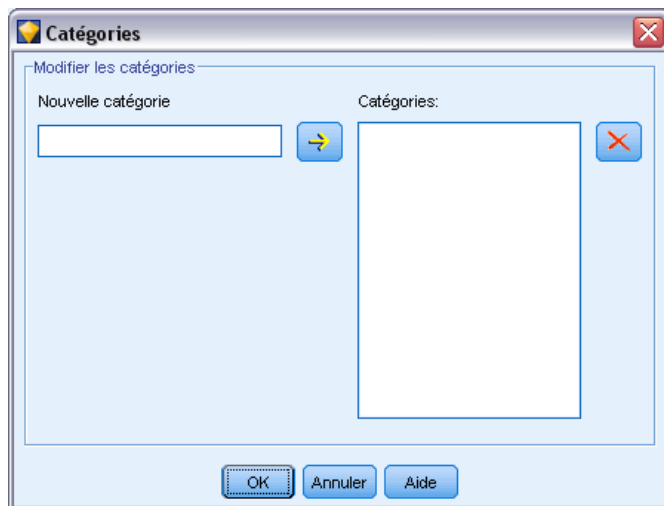 Catégories
Modifier les catégories
Nouvelle catégorie
Catégories:
OK
Annuler
Aide